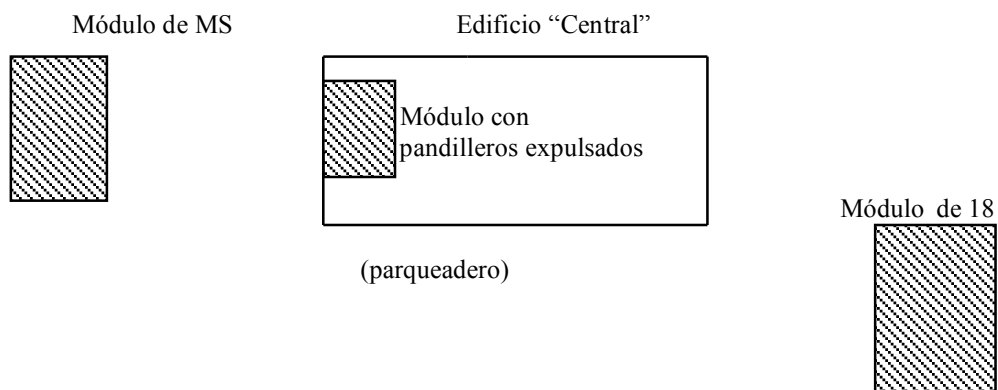 Módulo de MS
Edificio “Central”
Módulo con
pandilleros expulsados
Módulo de 18
(parqueadero)